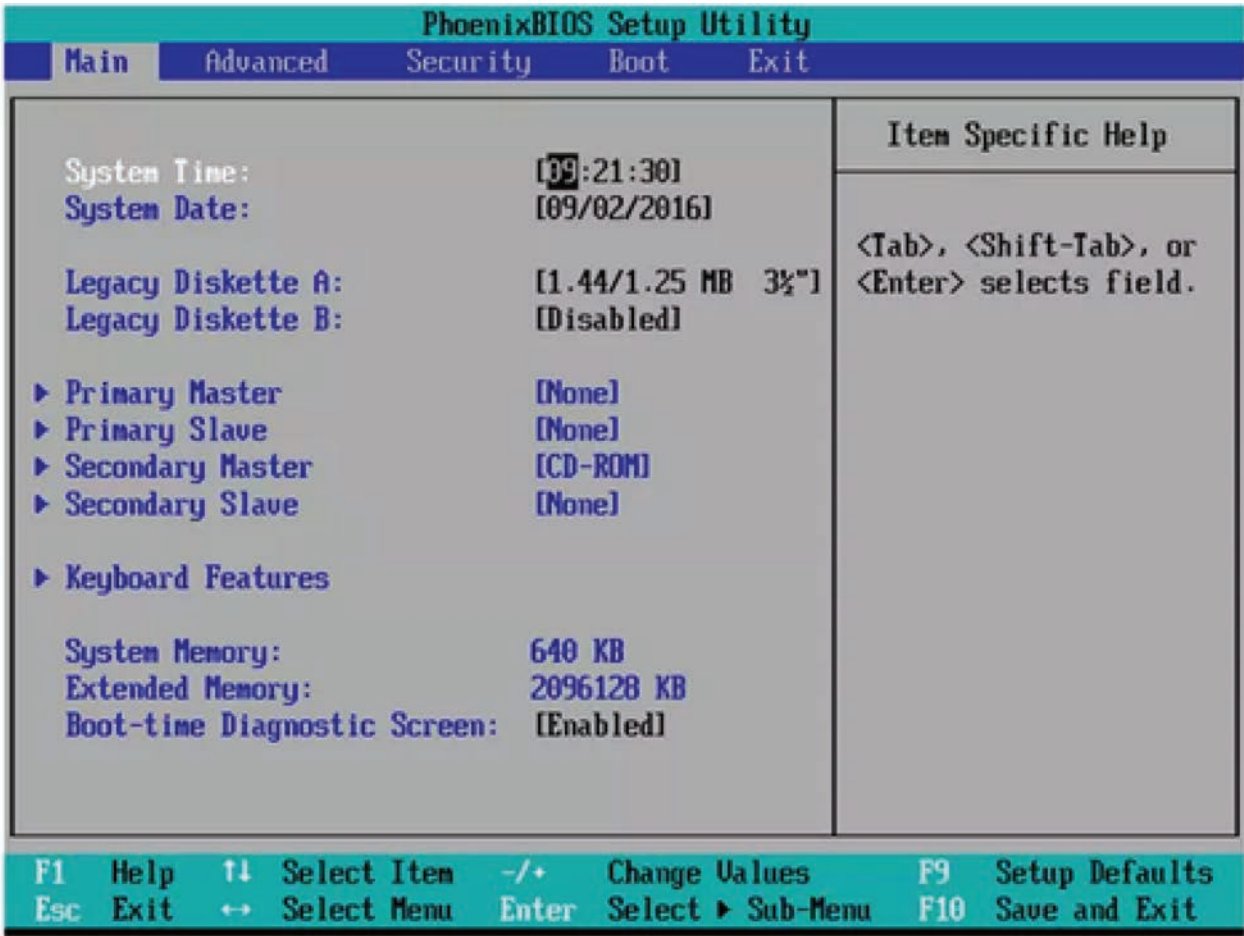 PhoenixBIOS Setup Utility
Main Advanced Security Boot Exit
Item Specific Help
System Time: [09:21:30]
System Date: [09/02/2016]
<Tab>, <Shift-Tab>, or
<Enter> selects field.
Legacy Diskette A: [1.44/1.25 MB 3½"]
Legacy Diskette B: [Disabled]
▶ Primary Master [None]
▶ Primary Slave [None]
▶ Secondary Master [CD-ROM]
▶ Secondary Slave [None]
▶ Keyboard Features
System Memory: 640 KB
Extended Memory: 2096128 KB
Boot-time Diagnostic Screen: [Enabled]
F1 Help ↑↓ Select Item -/+ Change Values F9 Setup Defaults
Esc Exit ↔ Select Menu Enter Select ▶ Sub-Menu F10 Save and Exit